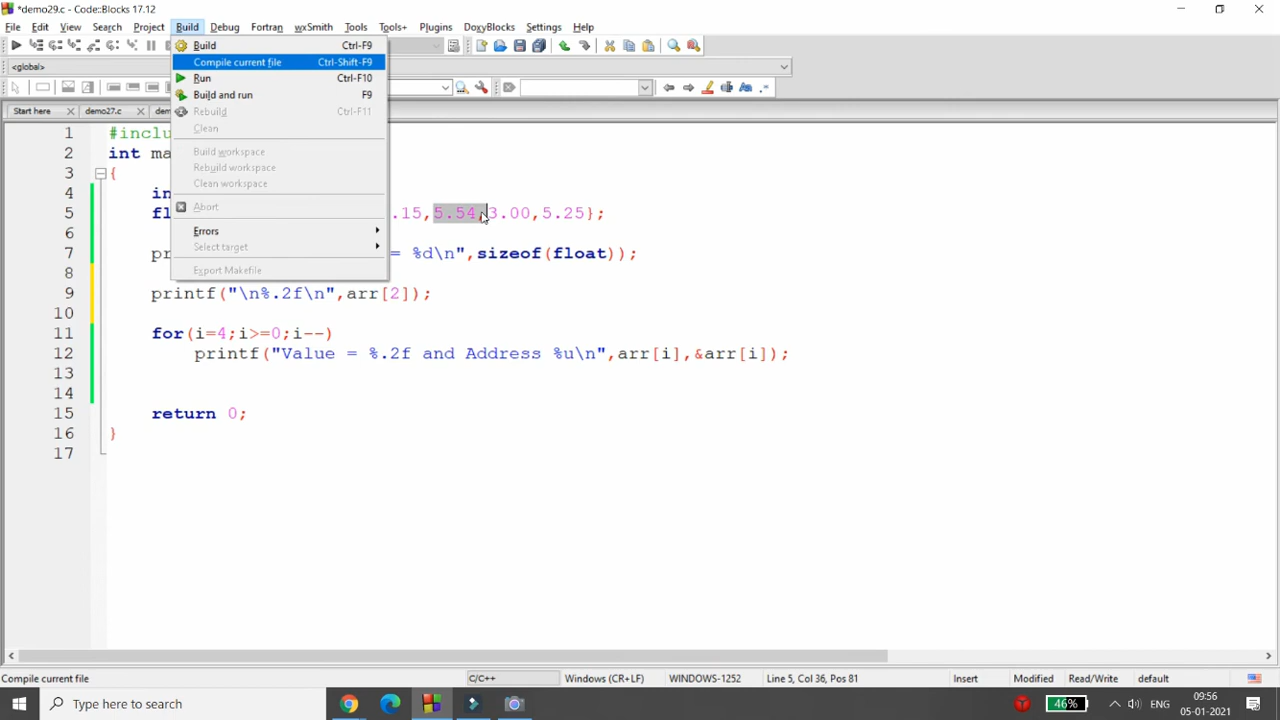 *demo29.c - Code::Blocks 17.12
File Edit View Search Project Build Debug Fortran wxSmith Tools Tools+ Plugins DoxyBlocks Settings Help
Build Ctrl-F9
Compile current file Ctrl-Shift-F9
<global>
Run Ctrl-F10
Build and run F9
Rebuild Ctrl-F11
Clean
Build workspace
Rebuild workspace
Clean workspace
Abort
Errors
Select target
Export Makefile
Start here demo27.c
1 #inclu
2 int ma
3 {
4 in
5 fl .15,5.54,3.00,5.25};
6
7 pr = %d\n",sizeof(float));
8
9 printf("\n%.2f\n",arr[2]);
10
11 for(i=4;i>=0;i--)
12 printf("Value = %.2f and Address %u\n",arr[i],&arr[i]);
13
14
15 return 0;
16 }
17
Compile current file C/C++ Windows (CR+LF) WINDOWS-1252 Line 5, Col 36, Pos 81 Insert Modified Read/Write default
Type here to search 46% ENG 09:56
05-01-2021